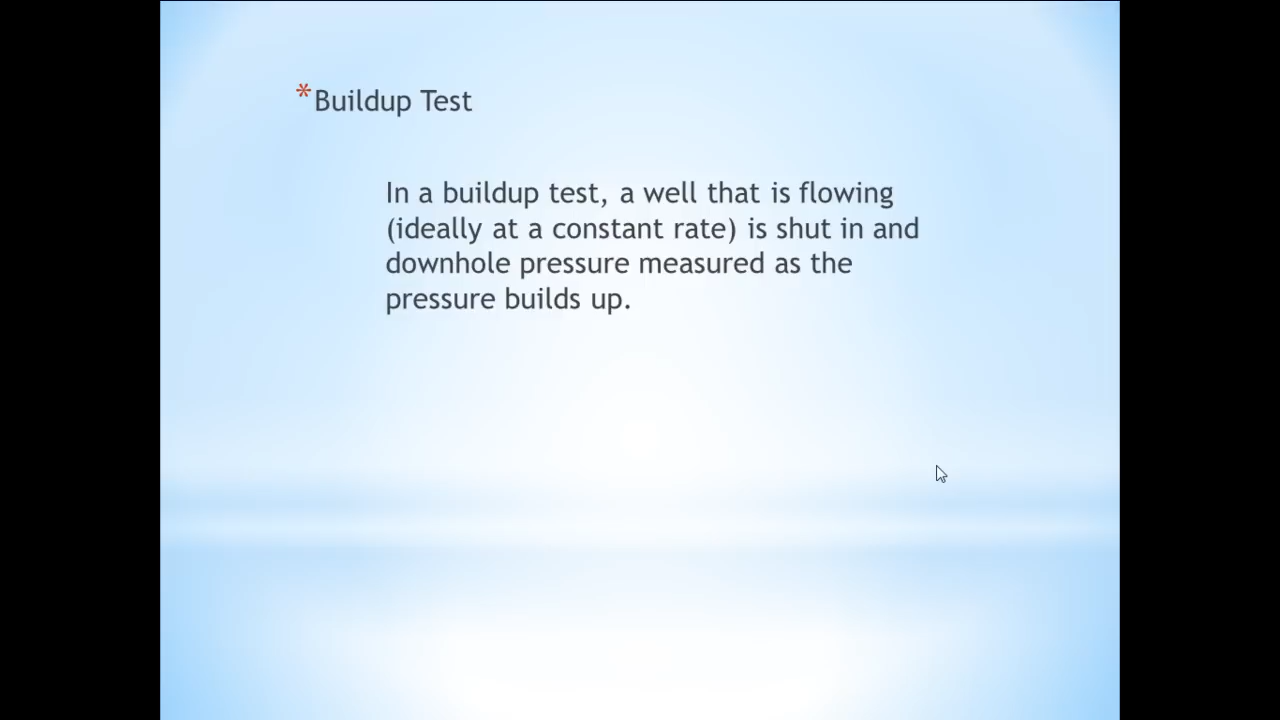 *Buildup Test
In a buildup test, a well that is flowing
(ideally at a constant rate) is shut in and
downhole pressure measured as the
pressure builds up.